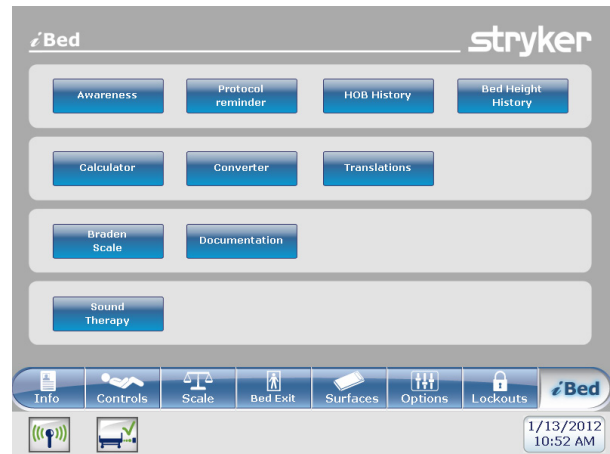 iBed
stryker
Awareness
Protocol
reminder
HOB History
Bed Height
History
Calculator
Converter
Translations
Braden
Scale
Documentation
Sound
Therapy
Info
Controls
Scale
Bed Exit
Surfaces
Options
Lockouts
iBed
1/13/2012
10:52 AM